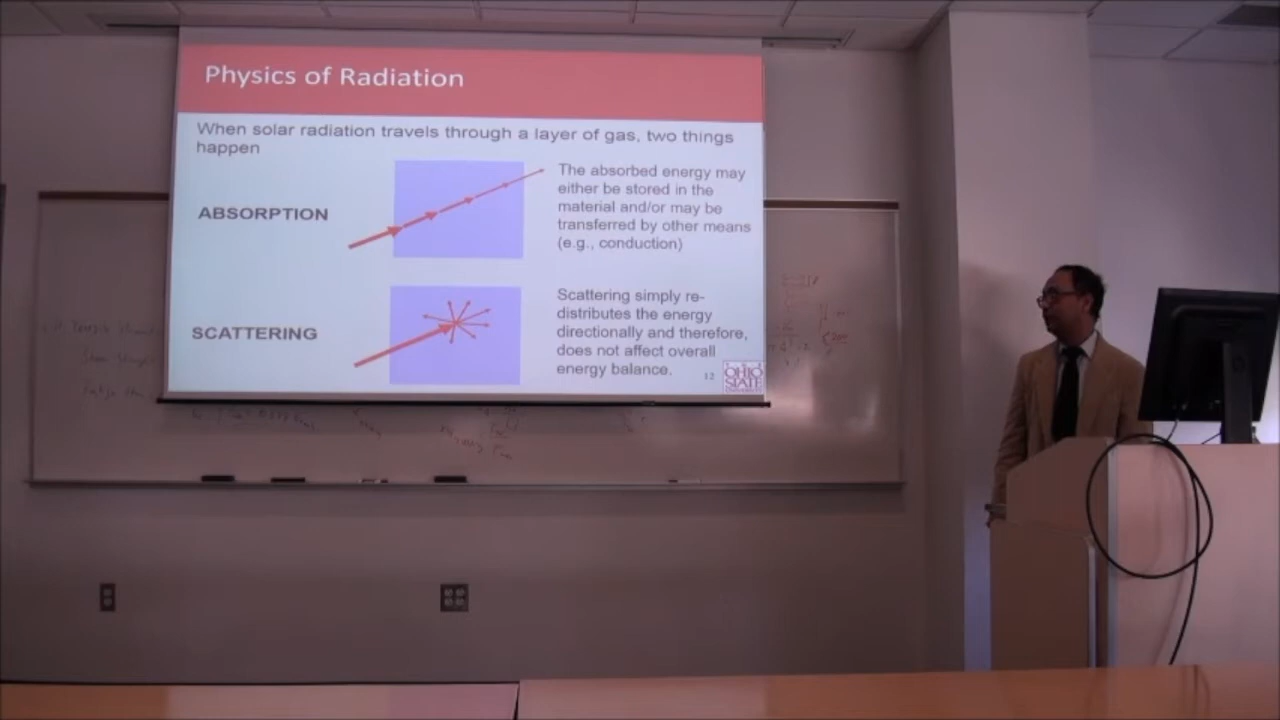 Physics of Radiation
When solar radiation travels through a layer of gas, two things
happen
ABSORPTION
The absorbed energy may
either be stored in the
material and/or may be
transferred by other means
(e.g., conduction)
SCATTERING
Scattering simply re-
distributes the energy
directionally and therefore,
does not affect overall
energy balance.
12
OHIO
STATE